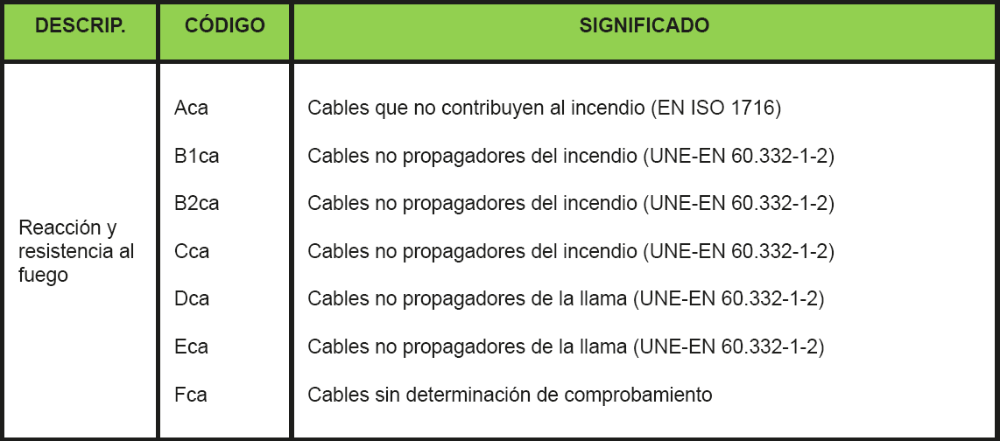 DESCRIP. CÓDIGO SIGNIFICADO
Aca Cables que no contribuyen al incendio (EN ISO 1716)
B1ca Cables no propagadores del incendio (UNE-EN 60.332-1-2)
B2ca Cables no propagadores del incendio (UNE-EN 60.332-1-2)
Reacción y
resistencia al
fuego
Cca Cables no propagadores del incendio (UNE-EN 60.332-1-2)
Dca Cables no propagadores de la llama (UNE-EN 60.332-1-2)
Eca Cables no propagadores de la llama (UNE-EN 60.332-1-2)
Fca Cables sin determinación de comprobamiento